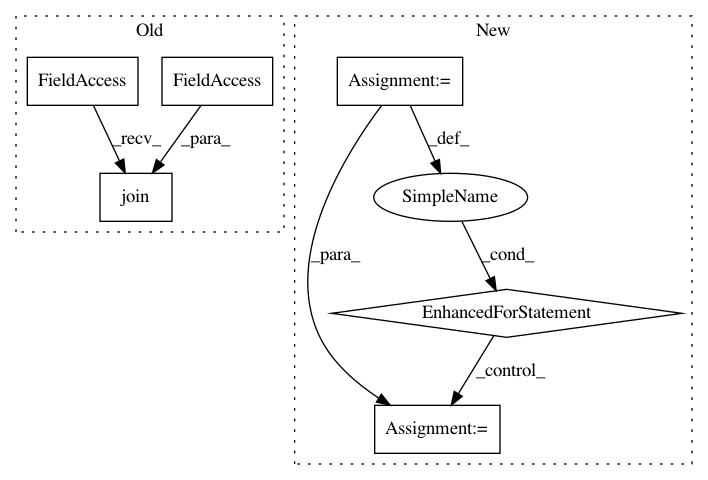 Old
New
FieldAccess
FieldAccess
Assignment:=
_recv_
_para_
_def_
join
SimpleName
_para_
_cond_
EnhancedForStatement
_control_
Assignment:=